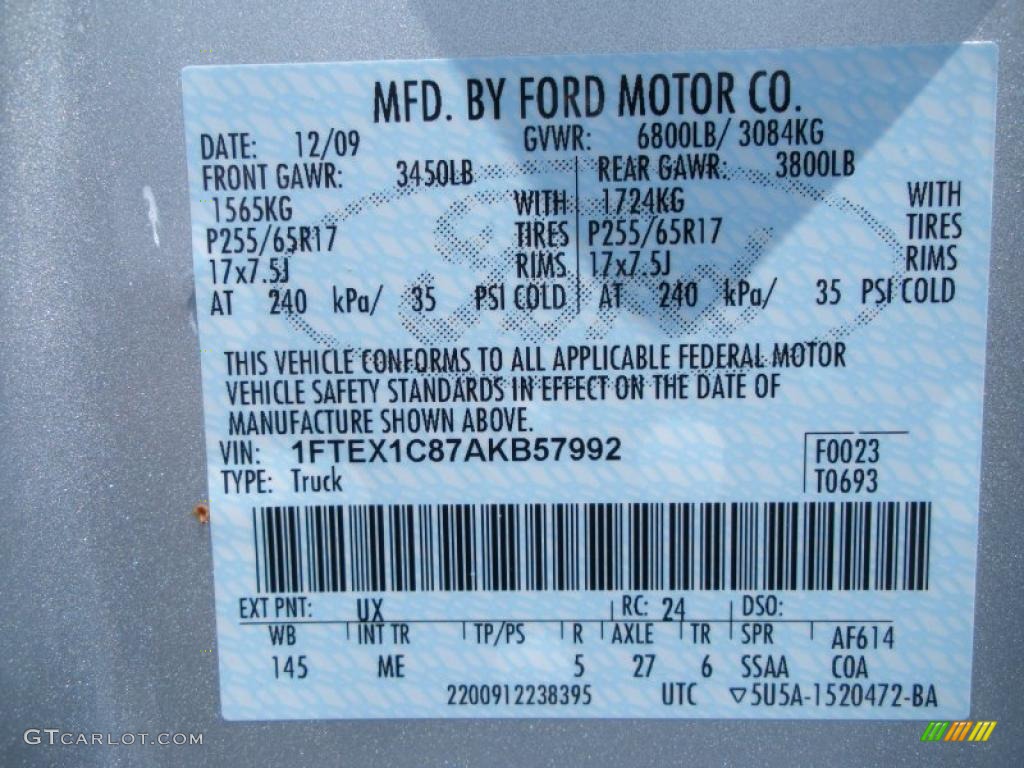 MFD. BY FORD MOTOR CO.
DATE: 12/09 GVWR: 6800LB/ 3084KG
FRONT GAWR: 3450LB REAR GAWR: 3800LB
1565KG WITH 1724KG WITH
P255/65R17 TIRES P255/65R17 TIRES
17x7.5J RIMS 17x7.5J RIMS
AT 240 kPa/ 35 PSI COLD AT 240 kPa/ 35 PSI COLD
THIS VEHICLE CONFORMS TO ALL APPLICABLE FEDERAL MOTOR
VEHICLE SAFETY STANDARDS IN EFFECT ON THE DATE OF
MANUFACTURE SHOWN ABOVE.
VIN: 1FTEX1C87AKB57992 F0023
TYPE: Truck T0693
EXT PNT: UX RC: 24 DSO:
WB INT TR TP/PS R AXLE TR SPR AF614
145 ME 5 27 6 SSAA COA
2200912238395 UTC ▽5U5A-1520472-BA
GTCARLOT.COM